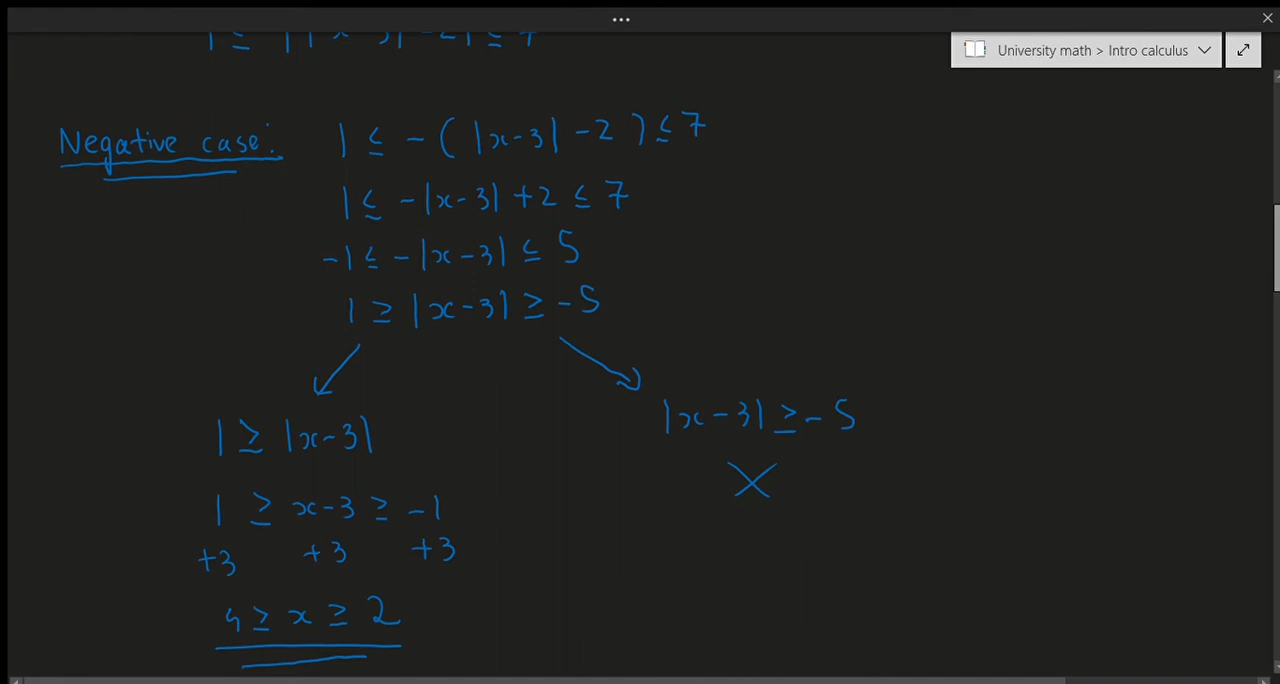 University math > Intro calculus
Negative case: 1 ≤ -( |x-3| -2 ) ≤ 7
1 ≤ -|x-3| +2 ≤ 7
-1 ≤ -|x-3| ≤ 5
1 ≥ |x-3| ≥ -5
1 ≥ |x-3|
|x-3| ≥ -5
1 ≥ x-3 ≥ -1
+3 +3 +3
4 ≥ x ≥ 2